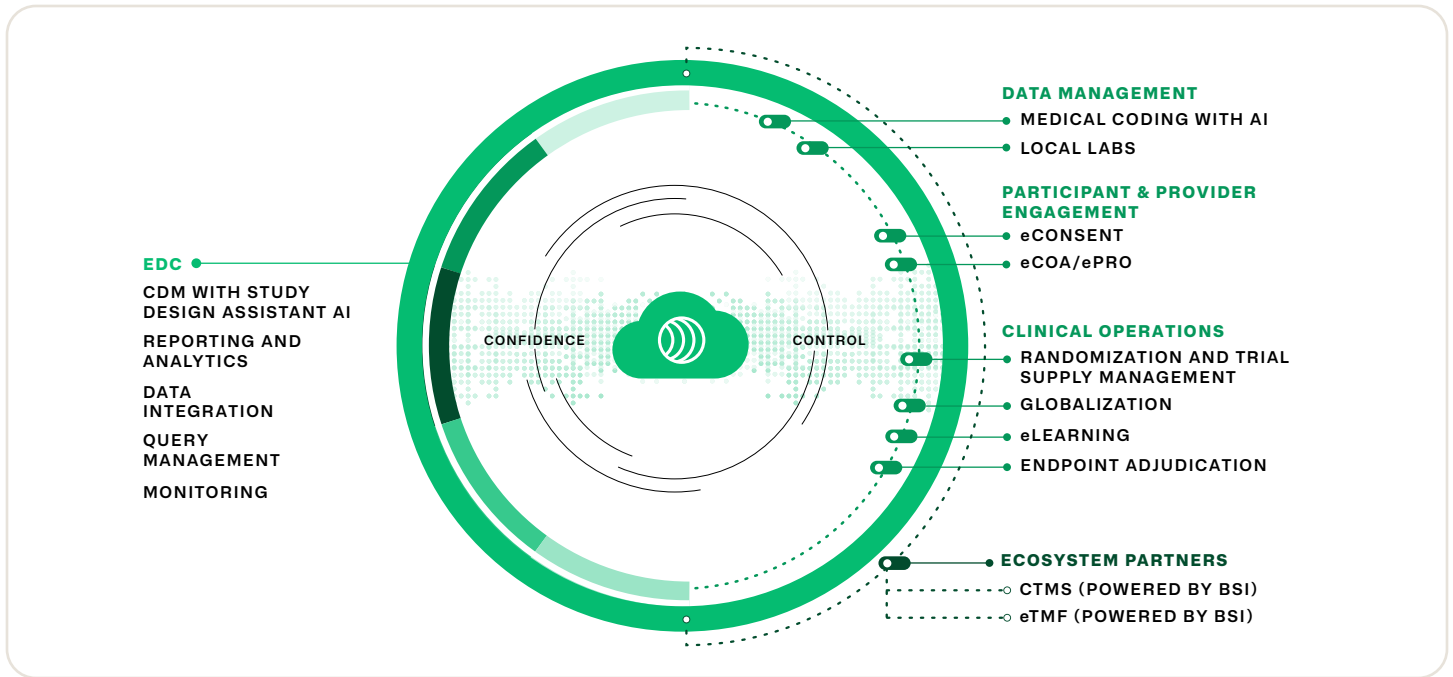 EDC
CDM WITH STUDY
DESIGN ASSISTANT AI
REPORTING AND
ANALYTICS
DATA
INTEGRATION
QUERY
MANAGEMENT
MONITORING
CONFIDENCE
CONTROL
DATA MANAGEMENT
MEDICAL CODING WITH AI
LOCAL LABS
PARTICIPANT & PROVIDER
ENGAGEMENT
eCONSENT
eCOA/ePRO
CLINICAL OPERATIONS
RANDOMIZATION AND TRIAL
SUPPLY MANAGEMENT
GLOBALIZATION
eLEARNING
ENDPOINT ADJUDICATION
ECOSYSTEM PARTNERS
CTMS (POWERED BY BSI)
eTMF (POWERED BY BSI)